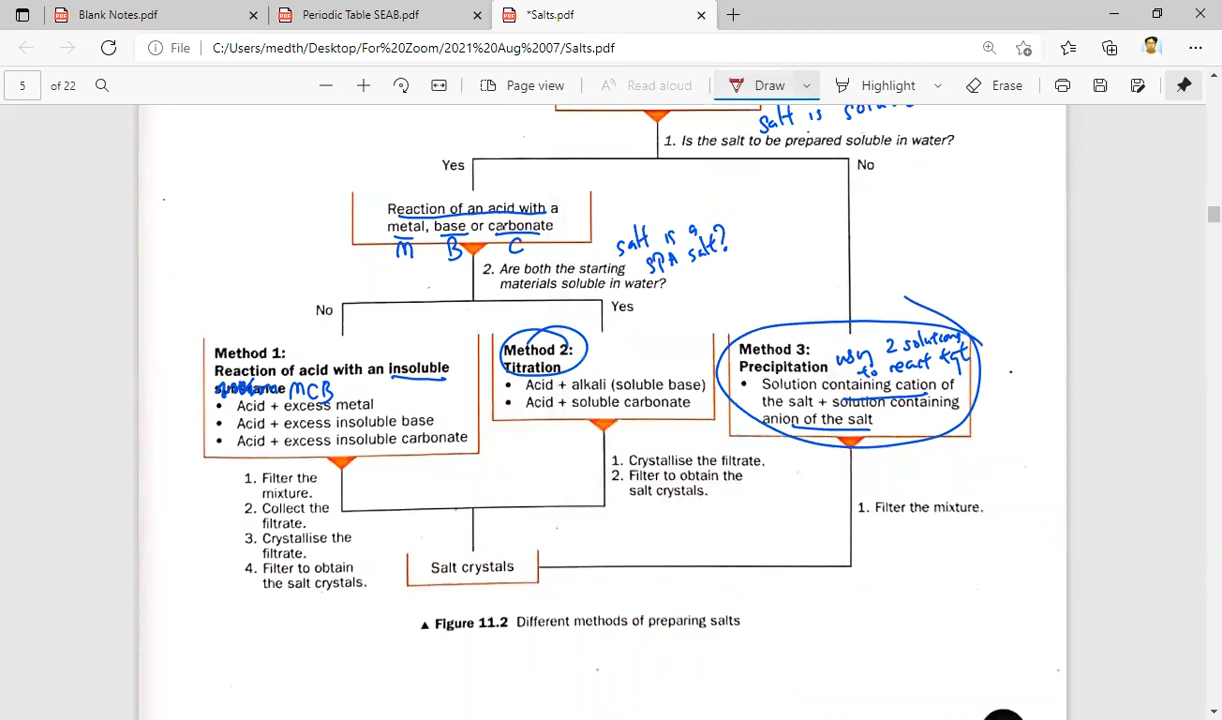 Blank Notes.pdf
Periodic Table SEAB.pdf
*Salts.pdf
File
C:/Users/medth/Desktop/For%20Zoom/2021%20Aug%2007/Salts.pdf
5 of 22
Page view
Read aloud
Draw
Highlight
Erase
salt is
1. Is the salt to be prepared soluble in water?
Yes
No
Reaction of an acid with a
metal, base or carbonate
M B C
salt is a
SPA salt?
2. Are both the starting
materials soluble in water?
No
Yes
Method 1:
Reaction of acid with an insoluble
MCB
• Acid + excess metal
• Acid + excess insoluble base
• Acid + excess insoluble carbonate
Method 2:
Titration
• Acid + alkali (soluble base)
• Acid + soluble carbonate
Method 3:
Precipitation
using 2 solutions
to react tgt
• Solution containing cation of
the salt + solution containing
anion of the salt
1. Filter the
mixture.
2. Collect the
filtrate.
3. Crystallise the
filtrate.
4. Filter to obtain
the salt crystals.
1. Crystallise the filtrate.
2. Filter to obtain the
salt crystals.
1. Filter the mixture.
Salt crystals
▲ Figure 11.2 Different methods of preparing salts